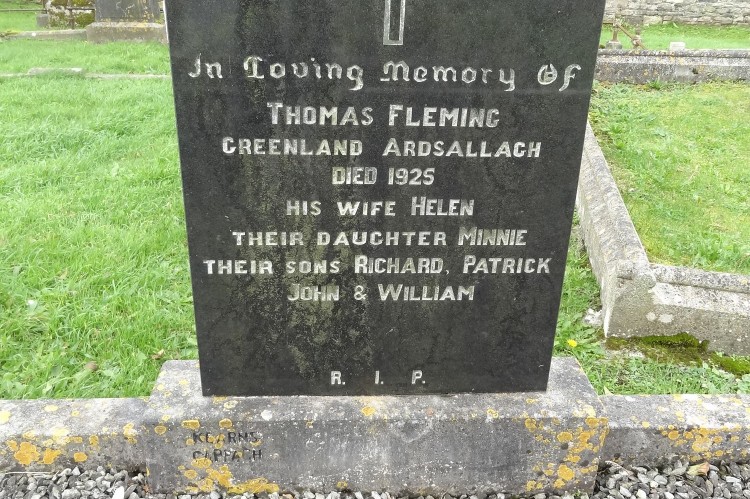 In Loving Memory Of
THOMAS FLEMING
GREENLAND ARDSALLAGH
DIED 1925
HIS WIFE HELEN
THEIR DAUGHTER MINNIE
THEIR SONS RICHARD, PATRICK
JOHN & WILLIAM
R. I. P.
KEARNS
CAPPAGH